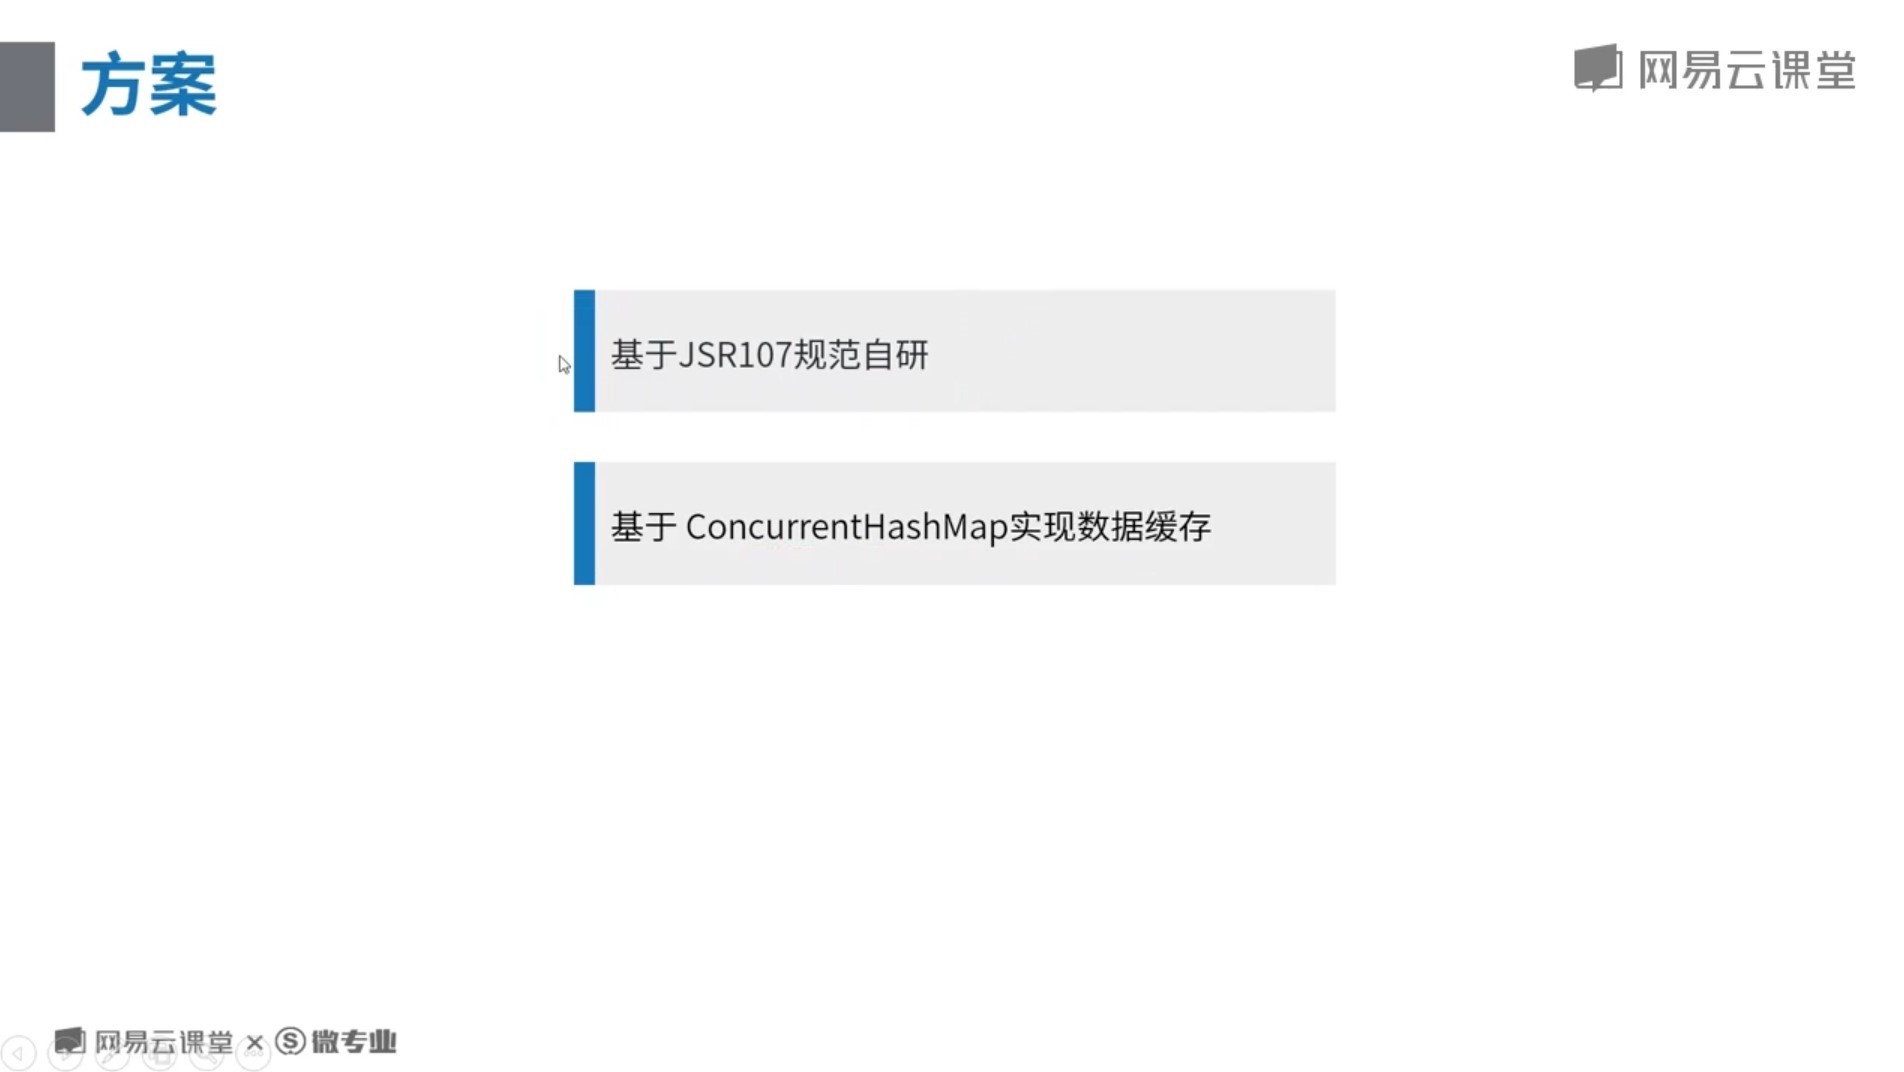 方案
网易云课堂
基于JSR107规范自研
基于 ConcurrentHashMap实现数据缓存
网易云课堂 × Ⓢ 微专业